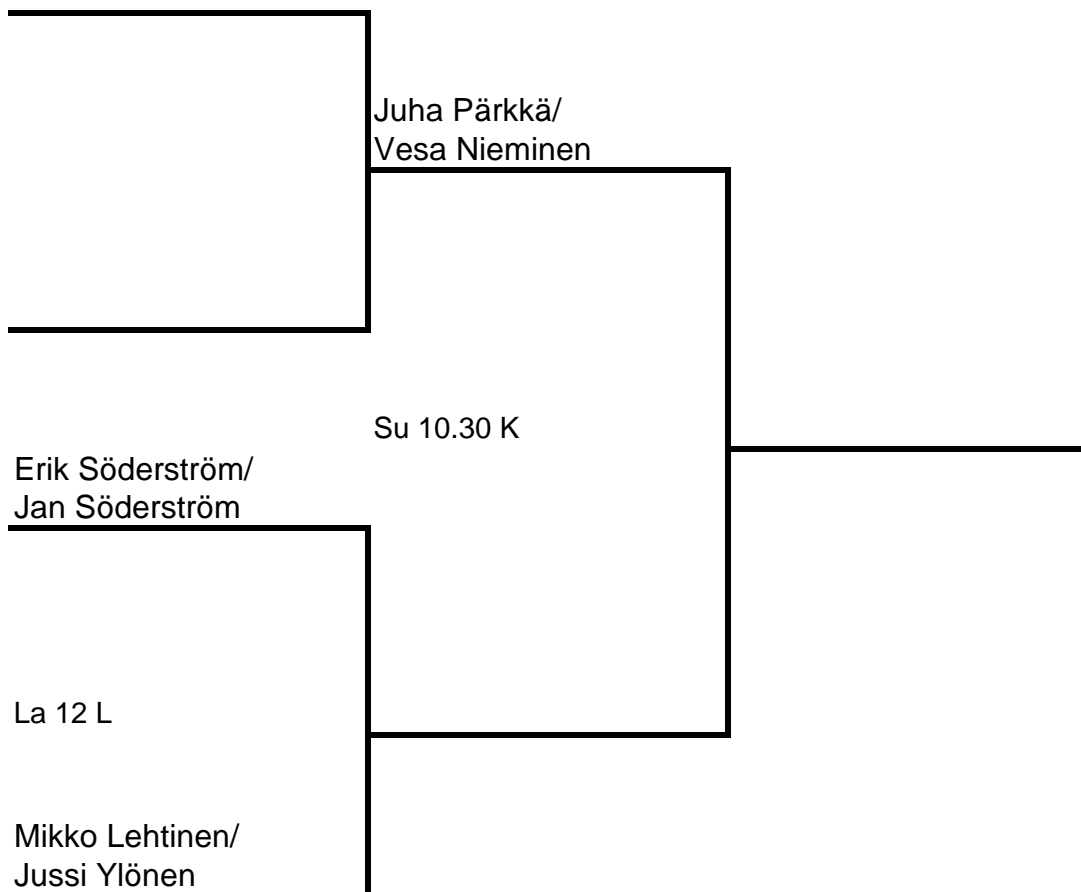 Juha Pärkkä/
Vesa Nieminen
Su 10.30 K
Erik Söderström/
Jan Söderström
La 12 L
Mikko Lehtinen/
Jussi Ylönen